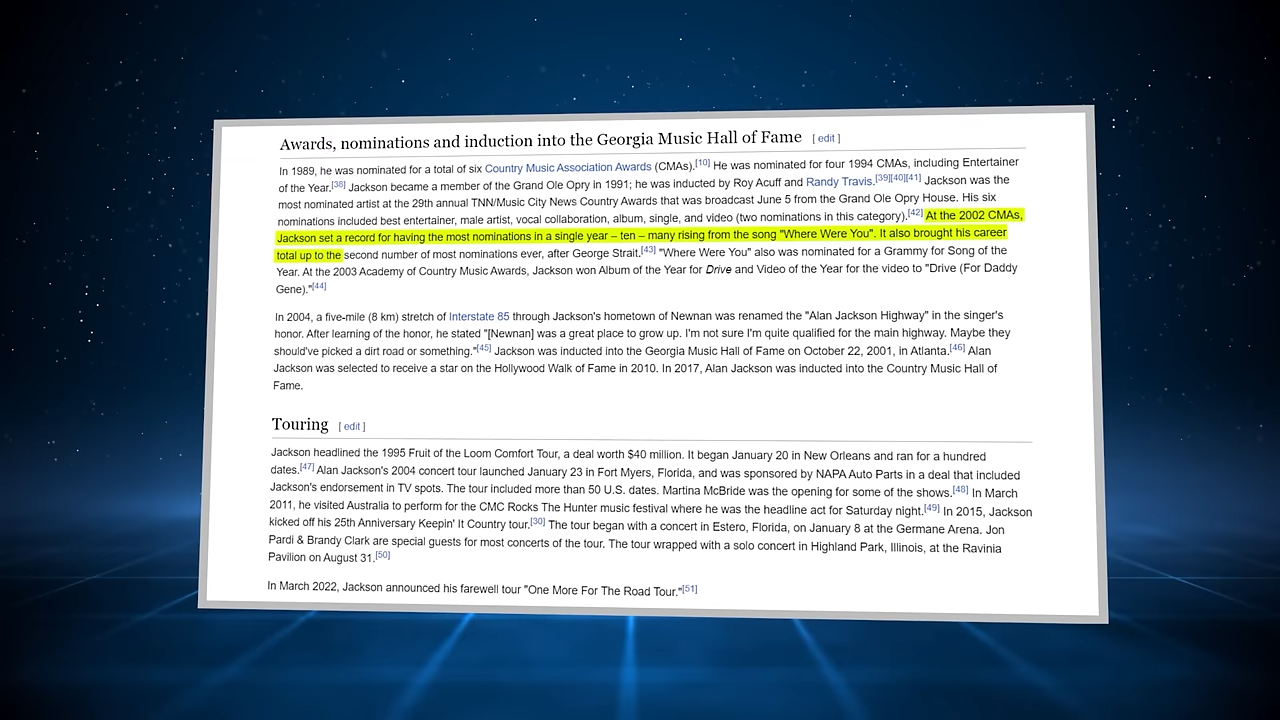 Awards, nominations and induction into the Georgia Music Hall of Fame [ edit ]
In 1989, he was nominated for a total of six Country Music Association Awards (CMAs).[10] He was nominated for four 1994 CMAs, including Entertainer
of the Year.[38] Jackson became a member of the Grand Ole Opry in 1991; he was inducted by Roy Acuff and Randy Travis.[39][40][41] Jackson was the
most nominated artist at the 29th annual TNN/Music City News Country Awards that was broadcast June 5 from the Grand Ole Opry House. His six
nominations included best entertainer, male artist, vocal collaboration, album, single, and video (two nominations in this category).[42] At the 2002 CMAs,
Jackson set a record for having the most nominations in a single year – ten – many rising from the song "Where Were You". It also brought his career
total up to the second number of most nominations ever, after George Strait.[43] "Where Were You" also was nominated for a Grammy for Song of the
Year. At the 2003 Academy of Country Music Awards, Jackson won Album of the Year for Drive and Video of the Year for the video to "Drive (For Daddy
Gene)."[44]
In 2004, a five-mile (8 km) stretch of Interstate 85 through Jackson's hometown of Newnan was renamed the "Alan Jackson Highway" in the singer's
honor. After learning of the honor, he stated "[Newnan] was a great place to grow up. I'm not sure I'm quite qualified for the main highway. Maybe they
should've picked a dirt road or something."[45] Jackson was inducted into the Georgia Music Hall of Fame on October 22, 2001, in Atlanta.[46] Alan
Jackson was selected to receive a star on the Hollywood Walk of Fame in 2010. In 2017, Alan Jackson was inducted into the Country Music Hall of
Fame.
Touring [ edit ]
Jackson headlined the 1995 Fruit of the Loom Comfort Tour, a deal worth $40 million. It began January 20 in New Orleans and ran for a hundred
dates.[47] Alan Jackson's 2004 concert tour launched January 23 in Fort Myers, Florida, and was sponsored by NAPA Auto Parts in a deal that included
Jackson's endorsement in TV spots. The tour included more than 50 U.S. dates. Martina McBride was the opening for some of the shows.[48] In March
2011, he visited Australia to perform for the CMC Rocks The Hunter music festival where he was the headline act for Saturday night.[49] In 2015, Jackson
kicked off his 25th Anniversary Keepin' It Country tour.[30] The tour began with a concert in Estero, Florida, on January 8 at the Germane Arena. Jon
Pardi & Brandy Clark are special guests for most concerts of the tour. The tour wrapped with a solo concert in Highland Park, Illinois, at the Ravinia
Pavilion on August 31.[50]
In March 2022, Jackson announced his farewell tour "One More For The Road Tour."[51]